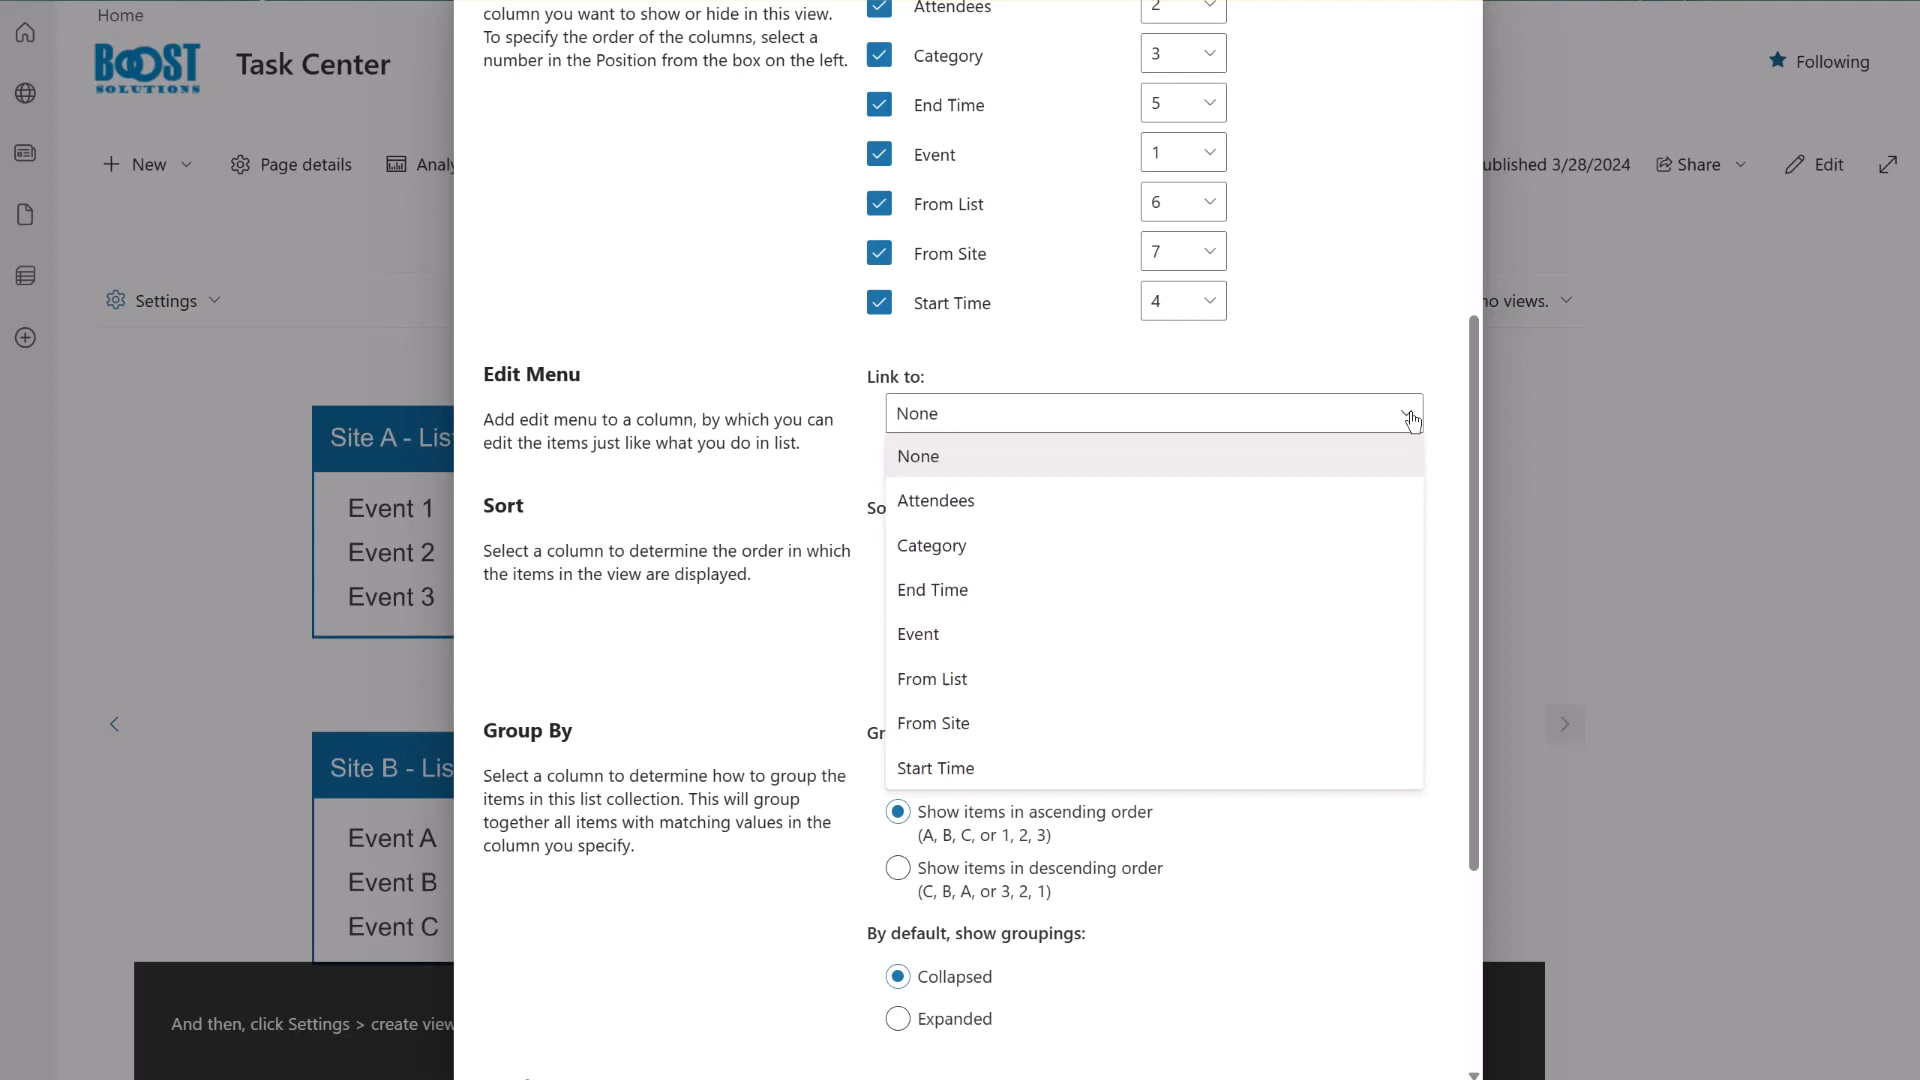 Home
BOOST
SOLUTIONS
Task Center
Following
New
Page details
Analy
ublished 3/28/2024
Share
Edit
Settings
no views.
Site A - Lis
Event 1
Event 2
Event 3
Site B - Lis
Event A
Event B
Event C
And then, click Settings > create view
column you want to show or hide in this view.
To specify the order of the columns, select a
number in the Position from the box on the left.
Attendees 2
Category 3
End Time 5
Event 1
From List 6
From Site 7
Start Time 4
Edit Menu
Add edit menu to a column, by which you can
edit the items just like what you do in list.
Link to:
None
None
Attendees
Category
End Time
Event
From List
From Site
Start Time
Sort
Select a column to determine the order in which
the items in the view are displayed.
So
Group By
Select a column to determine how to group the
items in this list collection. This will group
together all items with matching values in the
column you specify.
Gr
Show items in ascending order
(A, B, C, or 1, 2, 3)
Show items in descending order
(C, B, A, or 3, 2, 1)
By default, show groupings:
Collapsed
Expanded